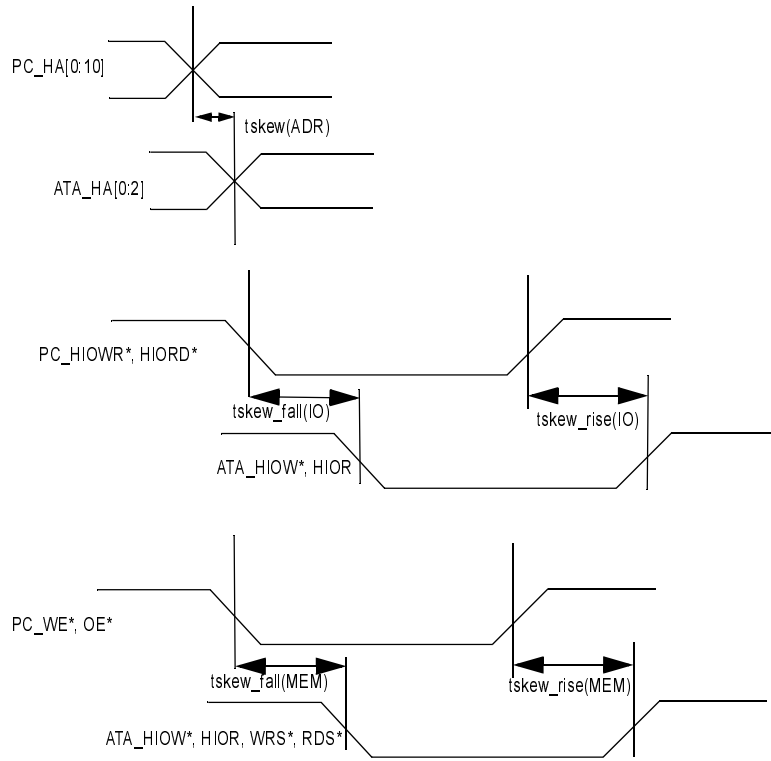 PC_HA[0:10]
tskew(ADR)
ATA_HA[0:2]
PC_HIOWR*, HIORD*
tskew_fall(IO)
tskew_rise(IO)
ATA_HIOW*, HIOR
PC_WE*, OE*
tskew_fall(MEM)
tskew_rise(MEM)
ATA_HIOW*, HIOR, WRS*, RDS*